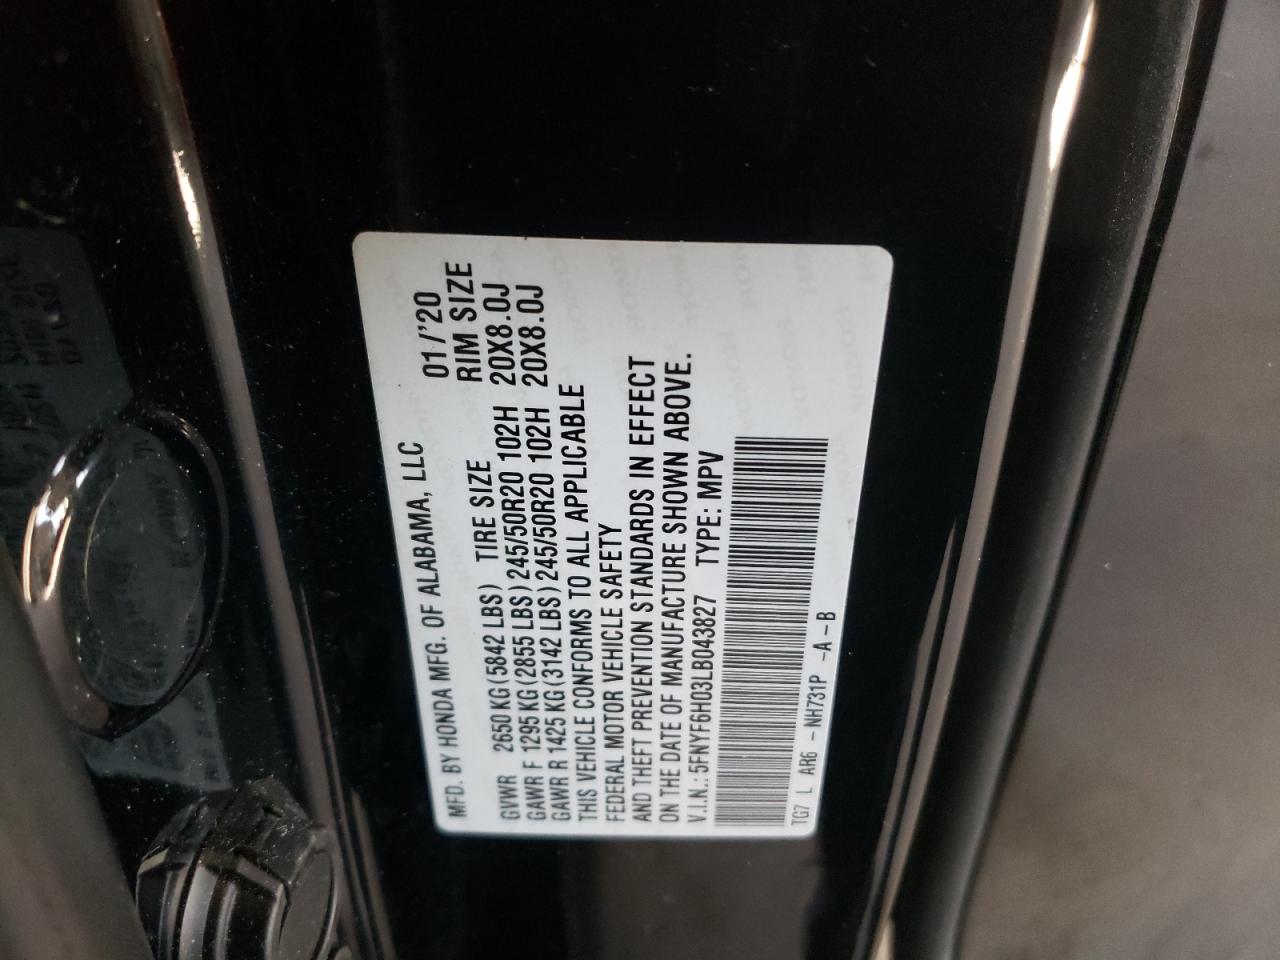 MFD. BY HONDA MFG. OF ALABAMA, LLC 01/'20
GVWR 2650 KG (5842 LBS) TIRE SIZE RIM SIZE
GAWR F 1295 KG (2855 LBS) 245/50R20 102H 20X8.0J
GAWR R 1425 KG (3142 LBS) 245/50R20 102H 20X8.0J
THIS VEHICLE CONFORMS TO ALL APPLICABLE
FEDERAL MOTOR VEHICLE SAFETY
AND THEFT PREVENTION STANDARDS IN EFFECT
ON THE DATE OF MANUFACTURE SHOWN ABOVE.
V.I.N.: 5FNYF6H03LB043827 TYPE: MPV
TG7 L AR6 -NH731P -A-B